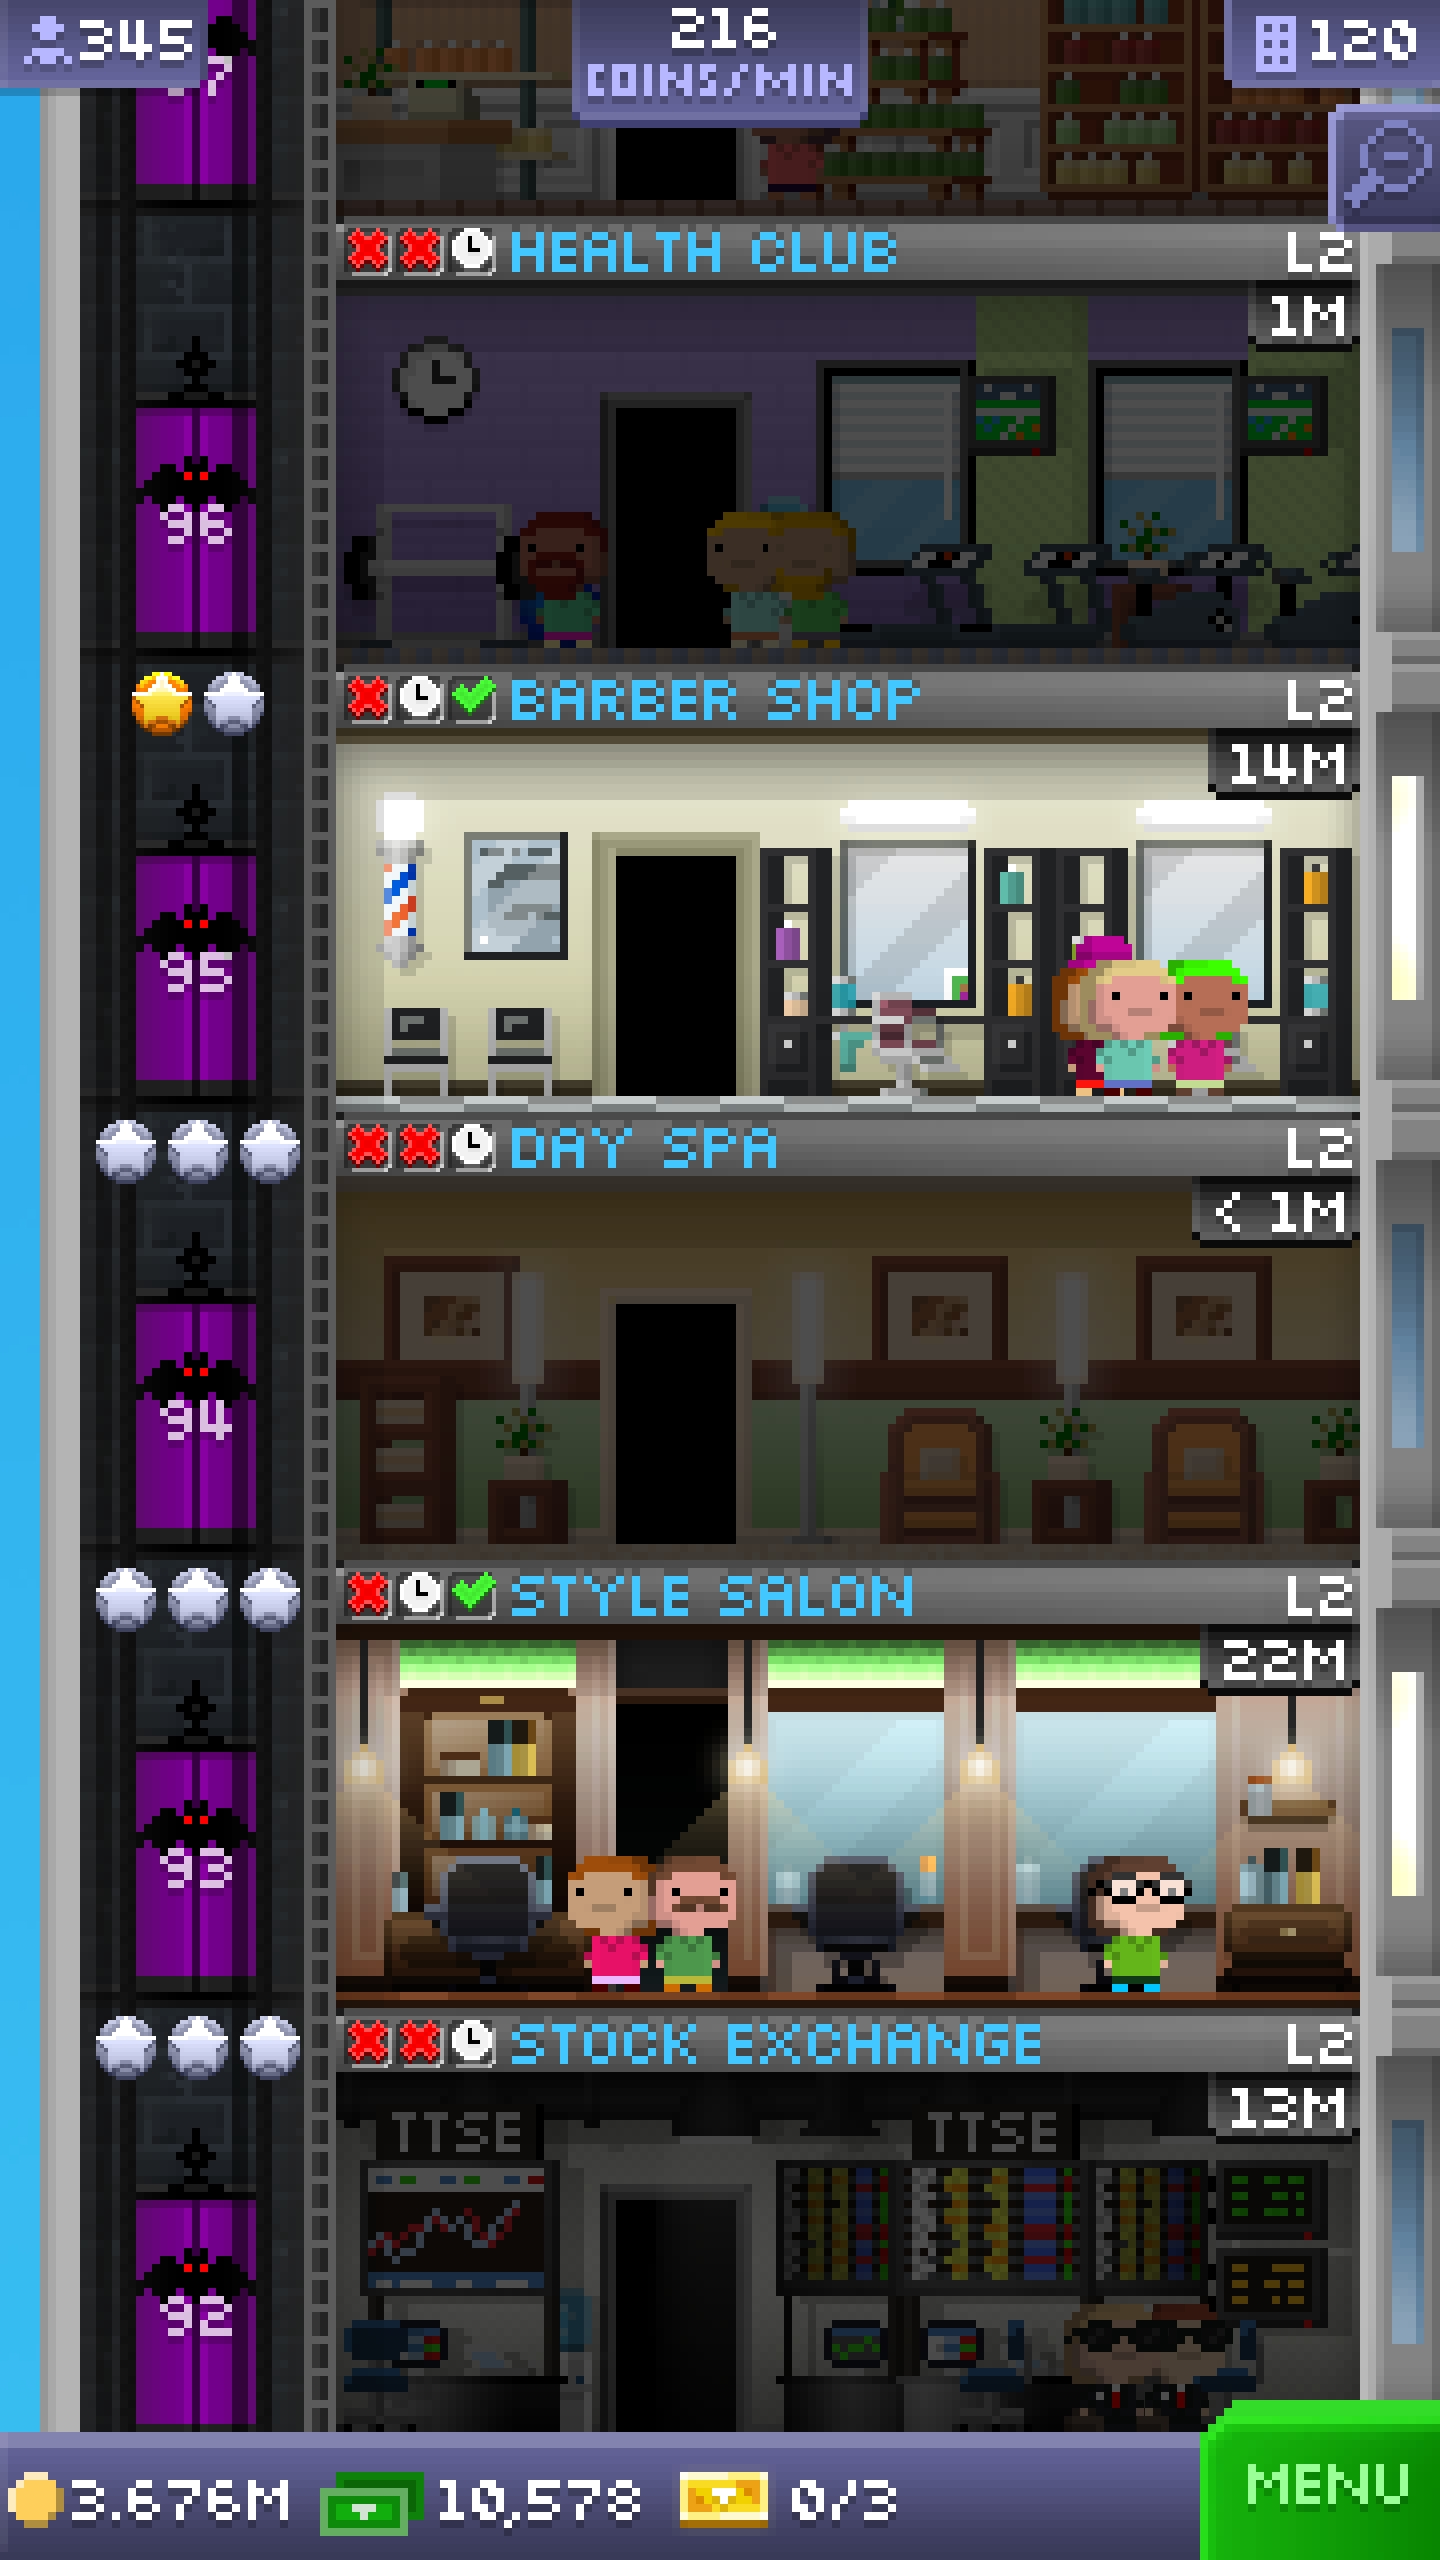 345
216
COINS/MIN
120
7
HEALTH CLUB
L2
1M
96
BARBER SHOP
L2
14M
95
DAY SPA
L2
< 1M
94
STYLE SALON
L2
22M
93
STOCK EXCHANGE
L2
13M
TTSE
TTSE
92
3.676M
10,578
0/3
MENU